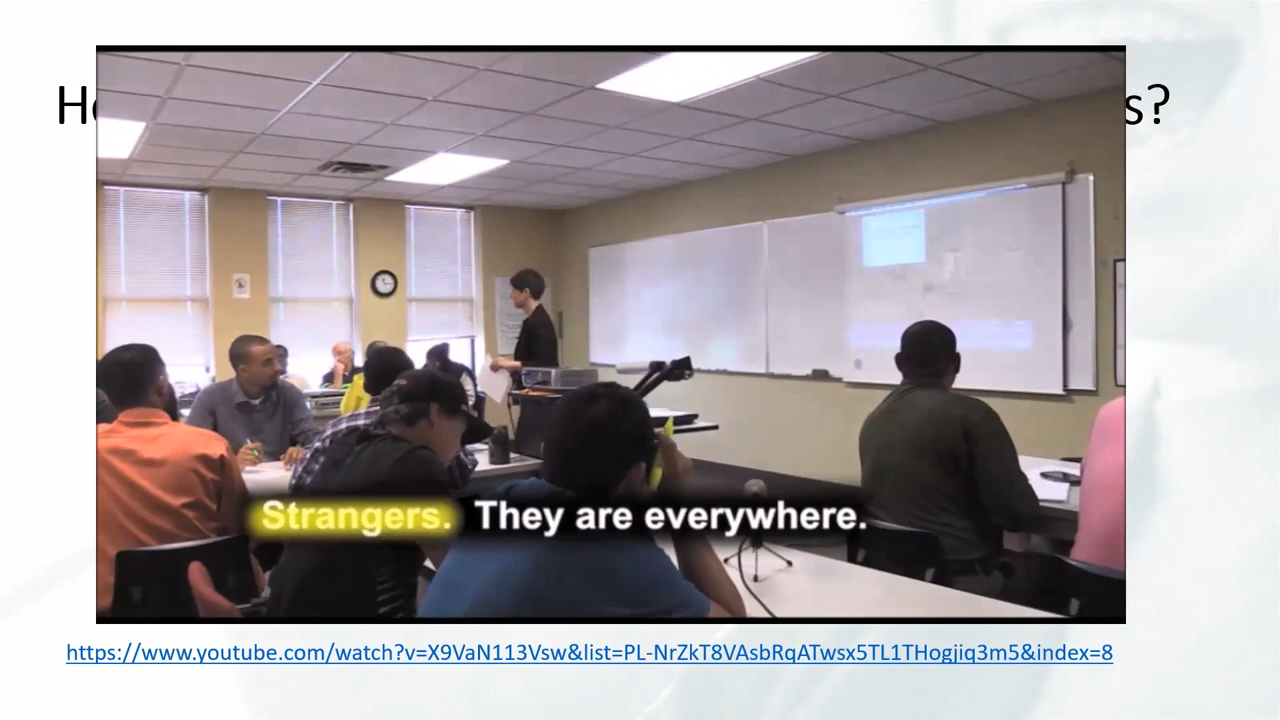 s?
Strangers. They are everywhere.
https://www.youtube.com/watch?v=X9VaN113Vsw&list=PL-NrZkT8VAsbRqATwsx5TL1THogjiq3m5&index=8